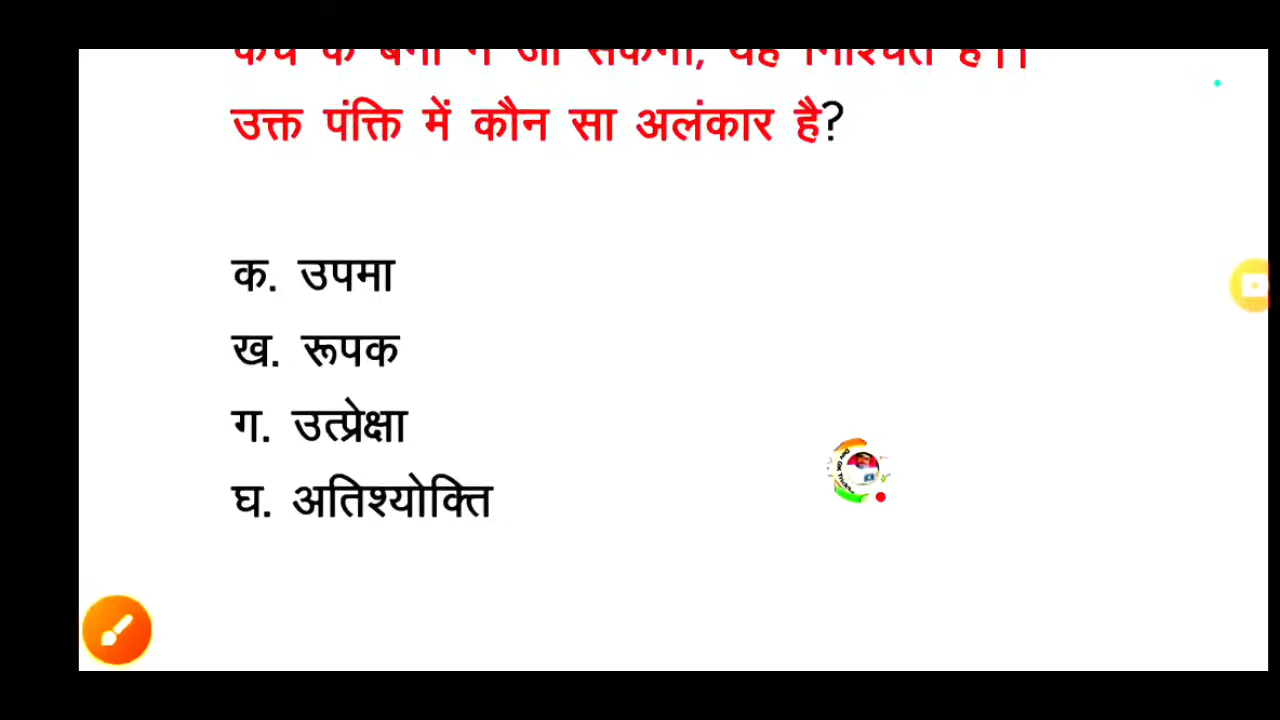 उक्त पंक्ति में कौन सा अलंकार है?
क. उपमा
ख. रूपक
ग. उत्प्रेक्षा
घ. अतिश्योक्ति